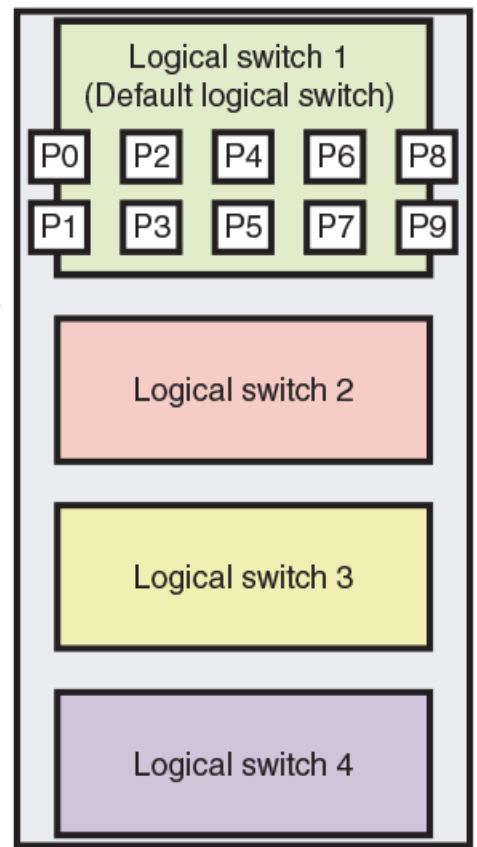 Logical switch 1
(Default logical switch)
P0 P2 P4 P6 P8
P1 P3 P5 P7 P9
Logical switch 2
Logical switch 3
Logical switch 4